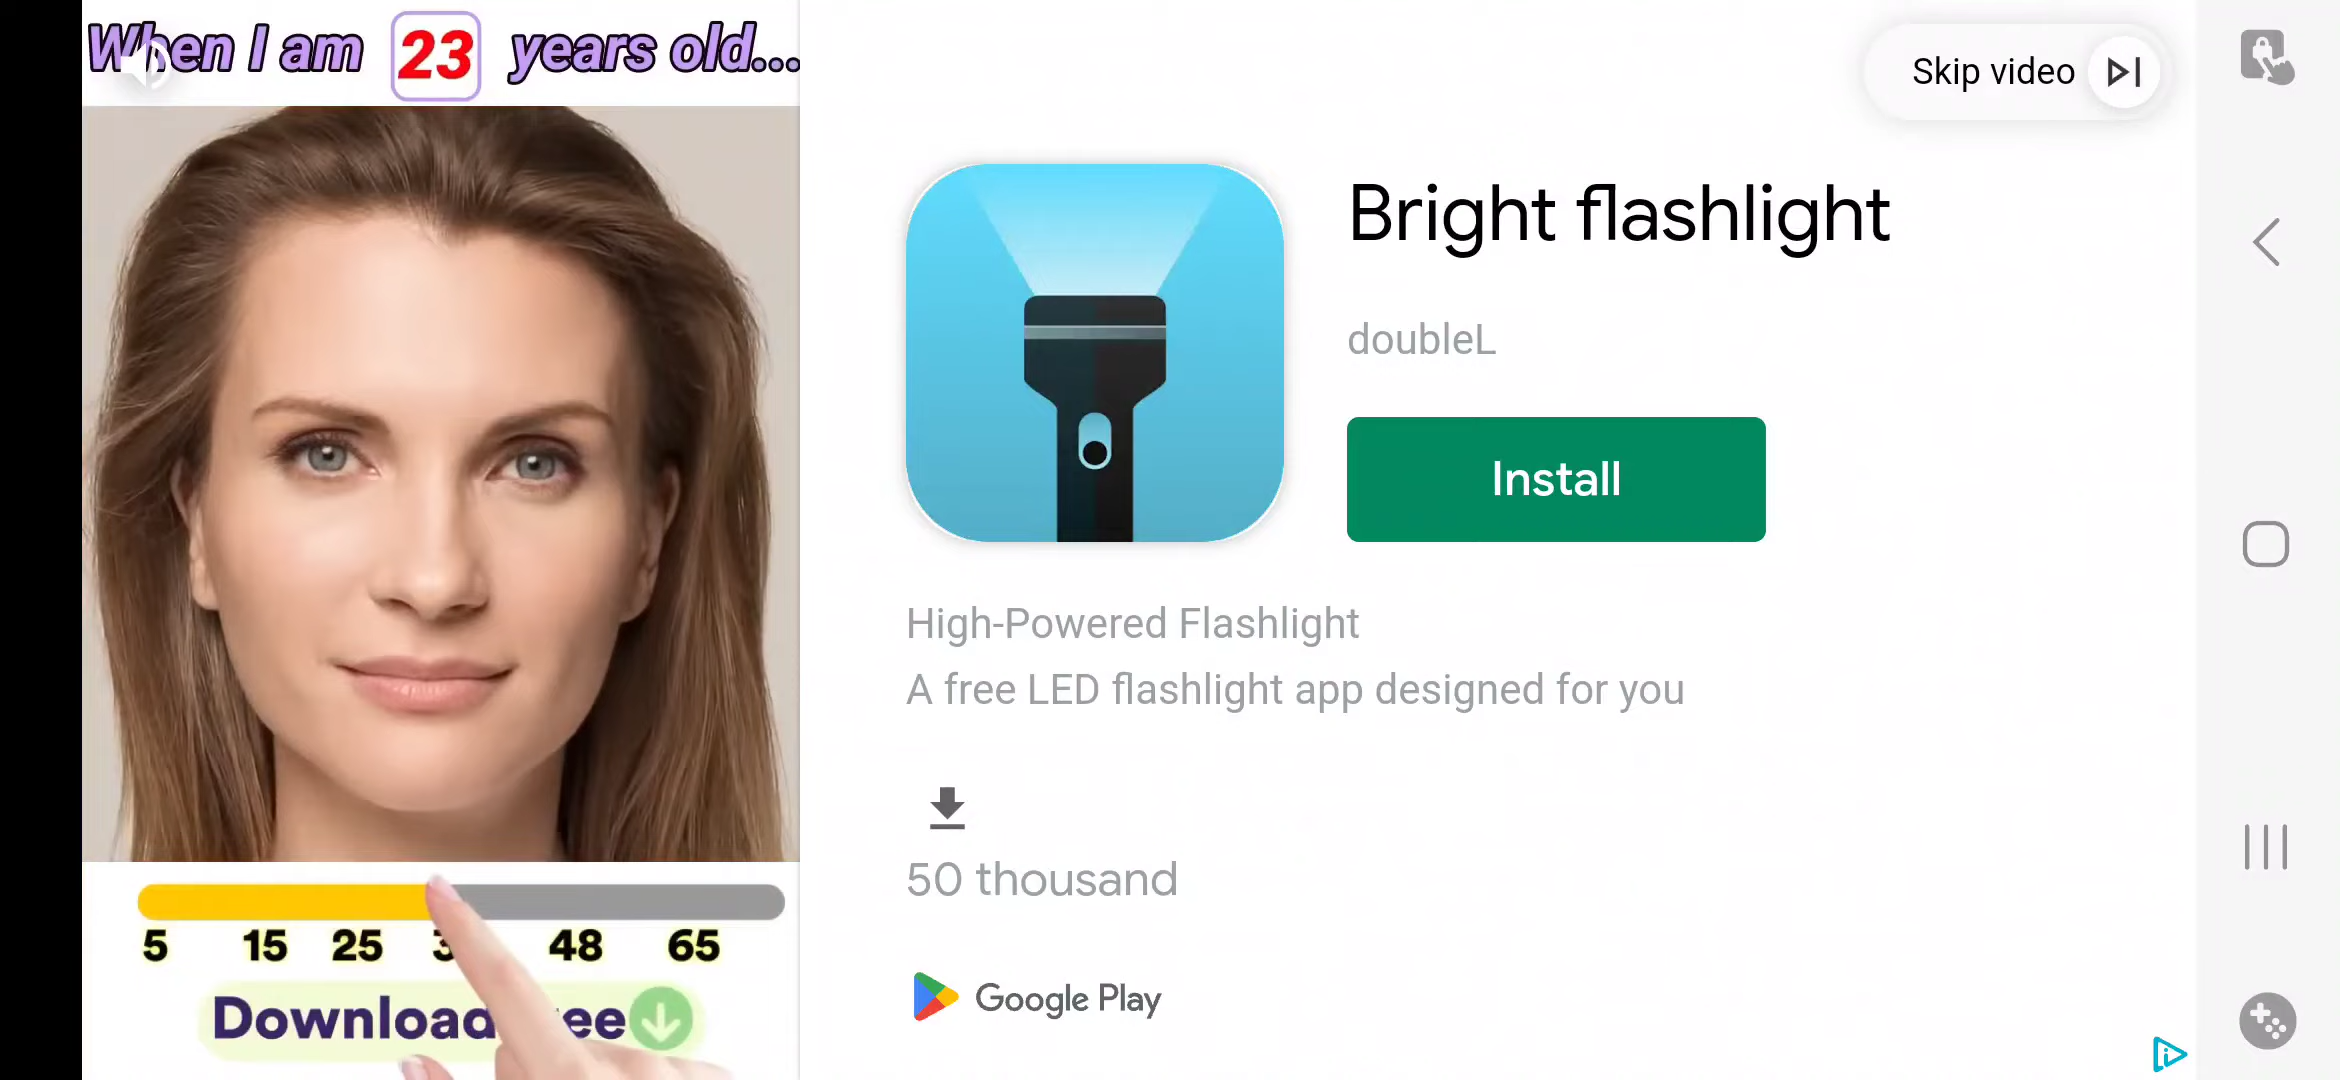 When I am 23 years old...
5 15 25 48 65
Download
Skip video
Bright flashlight
doubleL
Install
High-Powered Flashlight
A free LED flashlight app designed for you
50 thousand
Google Play